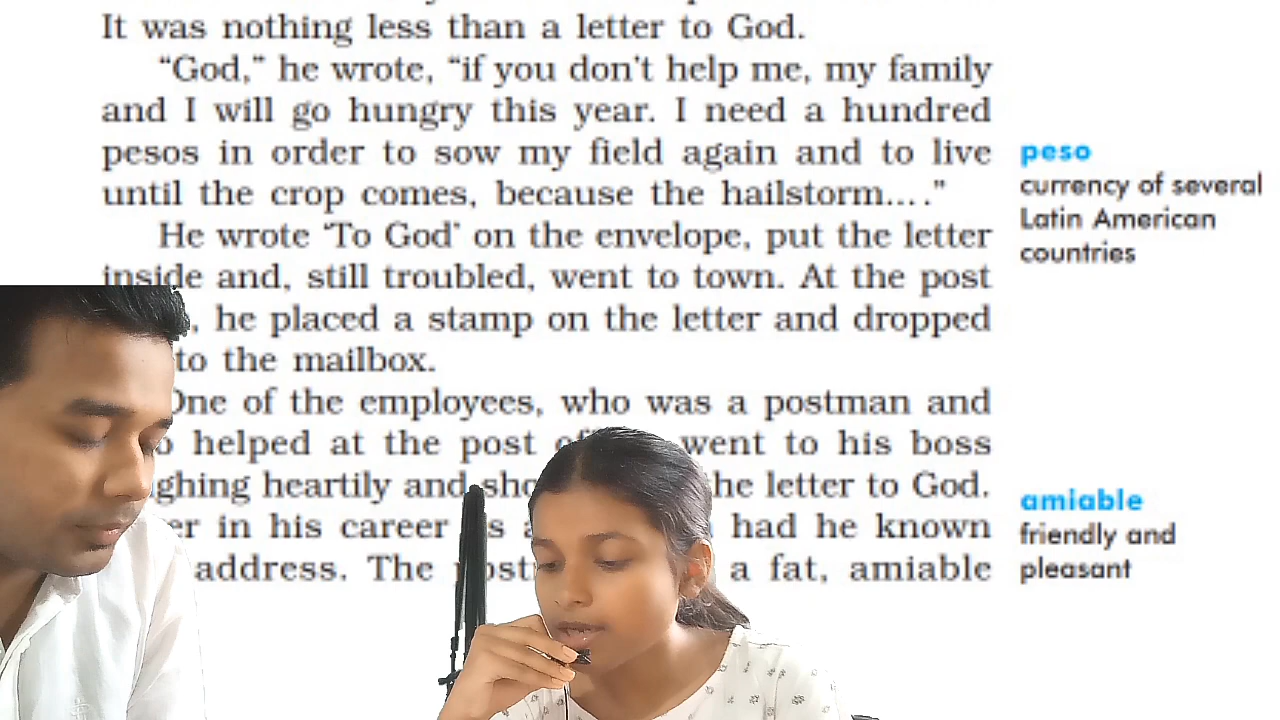 It was nothing less than a letter to God.
“God,” he wrote, “if you don't help me, my family
and I will go hungry this year. I need a hundred
pesos in order to sow my field again and to live
until the crop comes, because the hailstorm....”
peso
currency of several
Latin American
countries
He wrote ‘To God’ on the envelope, put the letter
inside and, still troubled, went to town. At the post
, he placed a stamp on the letter and dropped
to the mailbox.
One of the employees, who was a postman and
helped at the post went to his boss
heartily and the letter to God.
in his career had he known
address. The a fat, amiable
amiable
friendly and
pleasant